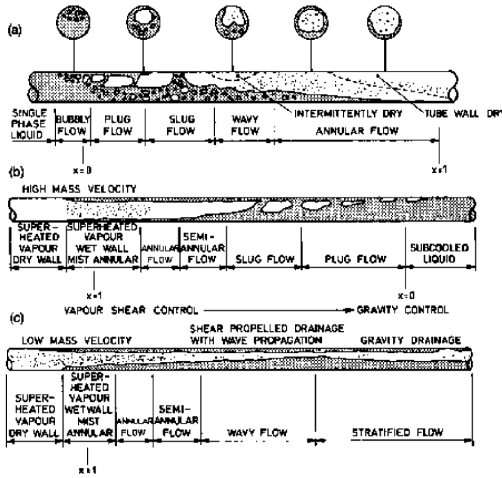 (a)
INTERMITTENTLY DRY
TUBE WALL DRY
SINGLE PHASE LIQUID
BUBBLY FLOW
PLUG FLOW
SLUG FLOW
WAVY FLOW
ANNULAR FLOW
x=0
x=1
(b)
HIGH MASS VELOCITY
SUPER-HEATED VAPOUR DRY WALL
SUPERHEATED VAPOUR WET WALL MIST ANNULAR
ANNULAR FLOW
SEMI-ANNULAR FLOW
SLUG FLOW
PLUG FLOW
SUBCOOLED LIQUID
x=1
x=0
VAPOUR SHEAR CONTROL
GRAVITY CONTROL
(c)
LOW MASS VELOCITY
SHEAR PROPELLED DRAINAGE
WITH WAVE PROPAGATION
GRAVITY DRAINAGE
SUPER-HEATED VAPOUR DRY WALL
SUPER-HEATED VAPOUR WETWALL MIST ANNULAR
ANNULAR FLOW
SEMI-ANNULAR FLOW
WAVY FLOW
STRATIFIED FLOW
x=1